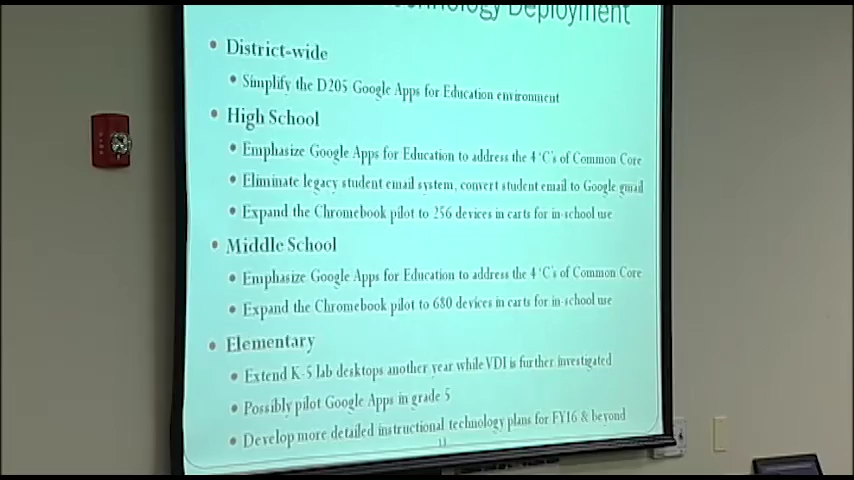 Technology Deployment
• District-wide
• Simplify the D205 Google Apps for Education environment
• High School
• Emphasize Google Apps for Education to address the 4 'C's of Common Core
• Eliminate legacy student email system, convert student email to Google gmail
• Expand the Chromebook pilot to 256 devices in carts for in-school use
• Middle School
• Emphasize Google Apps for Education to address the 4 'C's of Common Core
• Expand the Chromebook pilot to 680 devices in carts for in-school use
• Elementary
• Extend K-5 lab desktops another year while VDI is further investigated
• Possibly pilot Google Apps in grade 5
• Develop more detailed instructional technology plans for FY16 & beyond